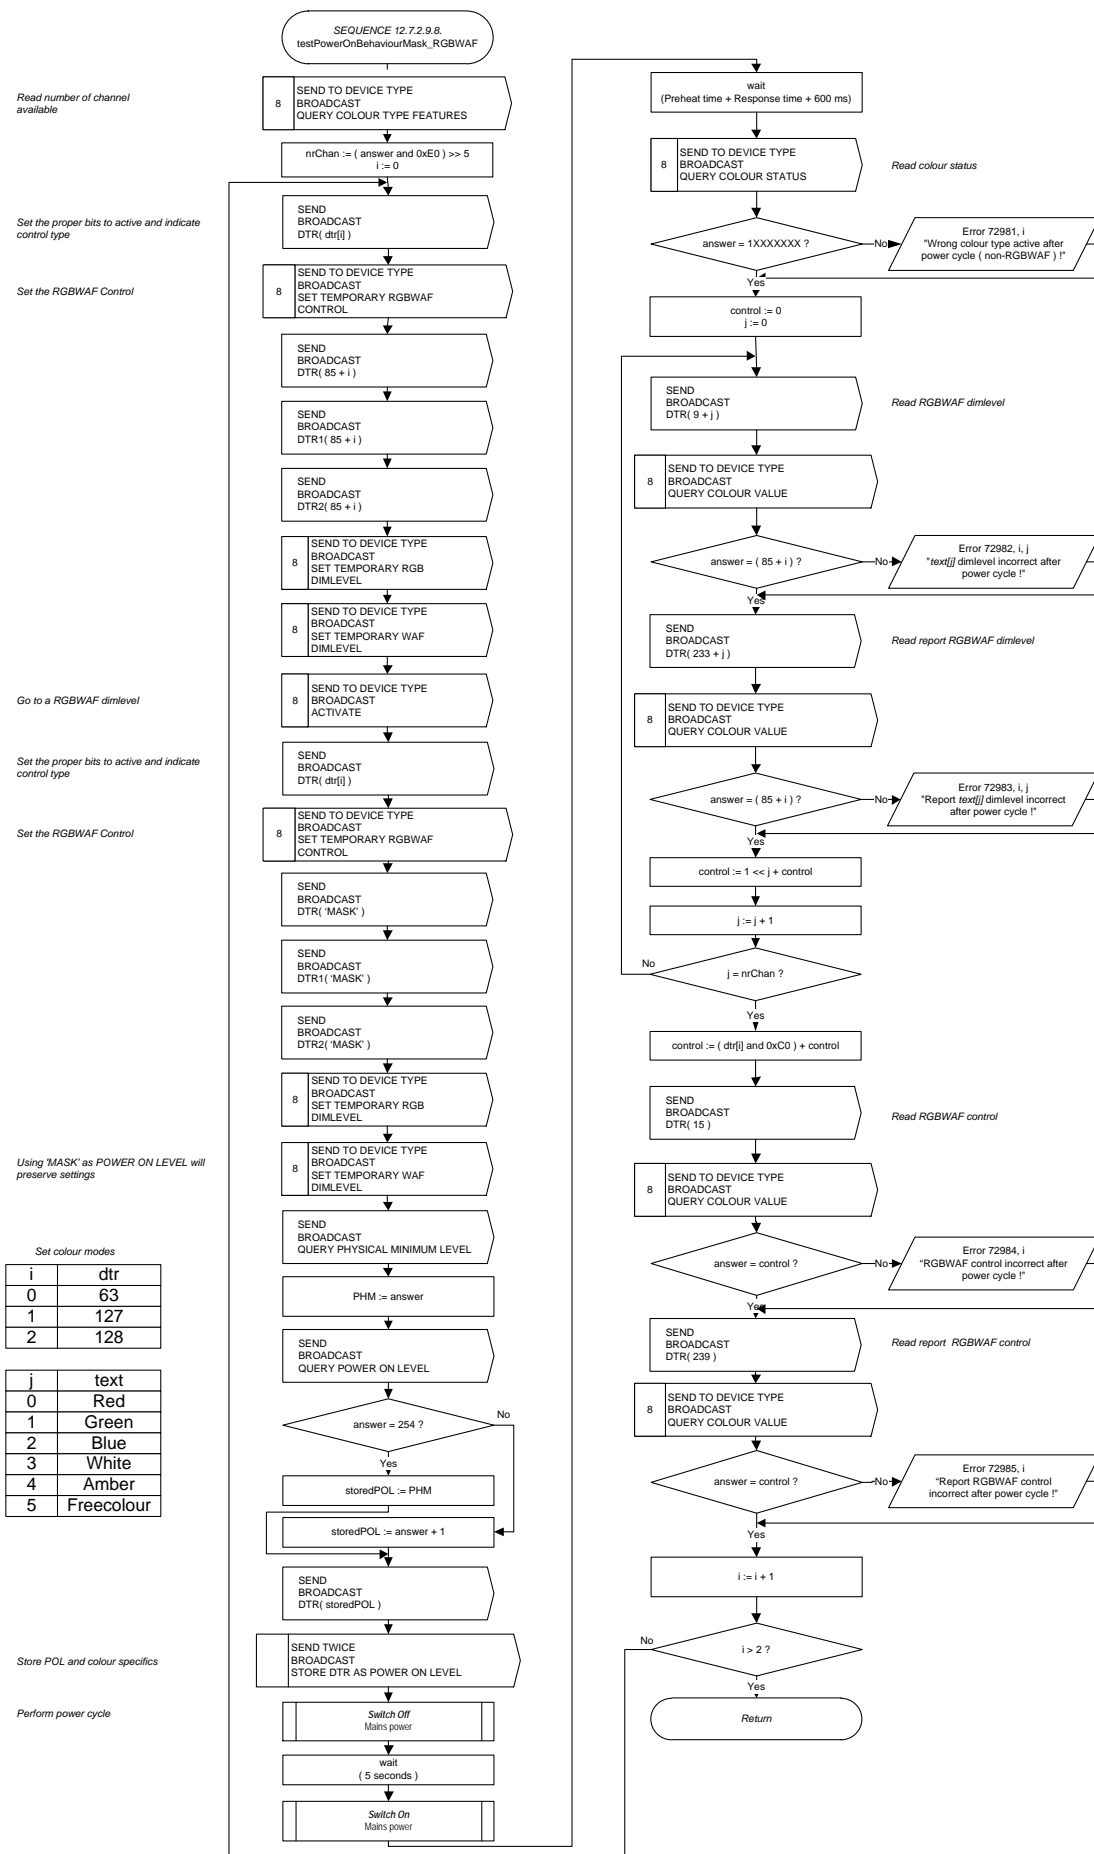 SEQUENCE 12.7.2.9.8.
testPowerOnBehaviourMask_RGBWAF
Read number of channel
available
8
SEND TO DEVICE TYPE
BROADCAST
QUERY COLOUR TYPE FEATURES
nrChan := ( answer and 0xE0 ) >> 5
i := 0
Set the proper bits to active and indicate
control type
SEND
BROADCAST
DTR( dtr[i] )
Set the RGBWAF Control
8
SEND TO DEVICE TYPE
BROADCAST
SET TEMPORARY RGBWAF
CONTROL
SEND
BROADCAST
DTR( 85 + i )
SEND
BROADCAST
DTR1( 85 + i )
SEND
BROADCAST
DTR2( 85 + i )
8
SEND TO DEVICE TYPE
BROADCAST
SET TEMPORARY RGB
DIMLEVEL
8
SEND TO DEVICE TYPE
BROADCAST
SET TEMPORARY WAF
DIMLEVEL
Go to a RGBWAF dimlevel
8
SEND TO DEVICE TYPE
BROADCAST
ACTIVATE
Set the proper bits to active and indicate
control type
SEND
BROADCAST
DTR( dtr[i] )
Set the RGBWAF Control
8
SEND TO DEVICE TYPE
BROADCAST
SET TEMPORARY RGBWAF
CONTROL
SEND
BROADCAST
DTR( 'MASK' )
SEND
BROADCAST
DTR1( 'MASK' )
SEND
BROADCAST
DTR2( 'MASK' )
8
SEND TO DEVICE TYPE
BROADCAST
SET TEMPORARY RGB
DIMLEVEL
Using 'MASK' as POWER ON LEVEL will
preserve settings
8
SEND TO DEVICE TYPE
BROADCAST
SET TEMPORARY WAF
DIMLEVEL
SEND
BROADCAST
QUERY PHYSICAL MINIMUM LEVEL
PHM := answer
SEND
BROADCAST
QUERY POWER ON LEVEL
answer = 254 ?
No
Yes
storedPOL := PHM
storedPOL := answer + 1
SEND
BROADCAST
DTR( storedPOL )
Store POL and colour specifics
SEND TWICE
BROADCAST
STORE DTR AS POWER ON LEVEL
Perform power cycle
Switch Off
Mains power
wait
( 5 seconds )
Switch On
Mains power
Set colour modes
i dtr
0 63
1 127
2 128
j text
0 Red
1 Green
2 Blue
3 White
4 Amber
5 Freecolour
wait
(Preheat time + Response time + 600 ms)
8
SEND TO DEVICE TYPE
BROADCAST
QUERY COLOUR STATUS
Read colour status
answer = 1XXXXXXX ?
No
Error 72981, i
"Wrong colour type active after
power cycle ( non-RGBWAF ) !"
Yes
control := 0
j := 0
SEND
BROADCAST
DTR( 9 + j )
Read RGBWAF dimlevel
8
SEND TO DEVICE TYPE
BROADCAST
QUERY COLOUR VALUE
answer = ( 85 + i ) ?
No
Error 72982, i, j
"text[j] dimlevel incorrect after
power cycle !"
Yes
SEND
BROADCAST
DTR( 233 + j )
Read report RGBWAF dimlevel
8
SEND TO DEVICE TYPE
BROADCAST
QUERY COLOUR VALUE
answer = ( 85 + i ) ?
No
Error 72983, i, j
"Report text[j] dimlevel incorrect
after power cycle !"
Yes
control := 1 << j + control
j := j + 1
j = nrChan ?
No
Yes
control := ( dtr[i] and 0xC0 ) + control
SEND
BROADCAST
DTR( 15 )
Read RGBWAF control
8
SEND TO DEVICE TYPE
BROADCAST
QUERY COLOUR VALUE
answer = control ?
No
Error 72984, i
"RGBWAF control incorrect after
power cycle !"
Yes
SEND
BROADCAST
DTR( 239 )
Read report RGBWAF control
8
SEND TO DEVICE TYPE
BROADCAST
QUERY COLOUR VALUE
answer = control ?
No
Error 72985, i
"Report RGBWAF control
incorrect after power cycle !"
Yes
i := i + 1
i > 2 ?
No
Yes
Return